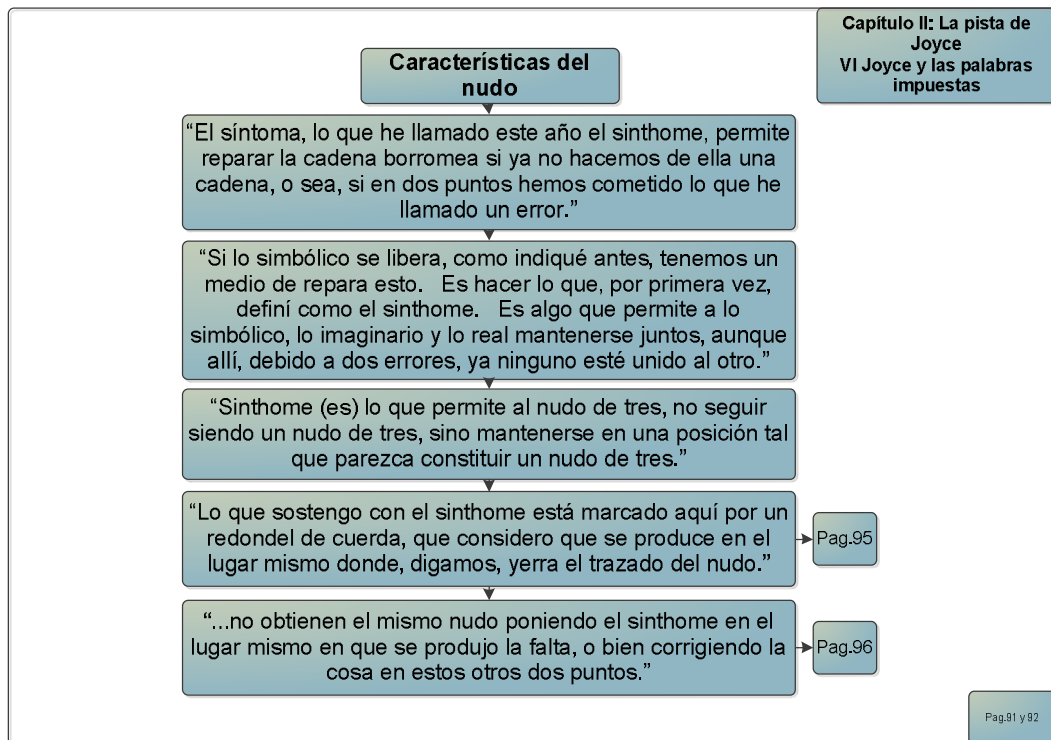 Capítulo II: La pista de
Joyce
VI Joyce y las palabras
impuestas
Características del
nudo
“El síntoma, lo que he llamado este año el sinthome, permite
reparar la cadena borromea si ya no hacemos de ella una
cadena, o sea, si en dos puntos hemos cometido lo que he
llamado un error.”
“Si lo simbólico se libera, como indiqué antes, tenemos un
medio de repara esto.   Es hacer lo que, por primera vez,
definí como el sinthome.   Es algo que permite a lo
simbólico, lo imaginario y lo real mantenerse juntos, aunque
allí, debido a dos errores, ya ninguno esté unido al otro.”
“Sinthome (es) lo que permite al nudo de tres, no seguir
siendo un nudo de tres, sino mantenerse en una posición tal
que parezca constituir un nudo de tres.”
“Lo que sostengo con el sinthome está marcado aquí por un
redondel de cuerda, que considero que se produce en el
lugar mismo donde, digamos, yerra el trazado del nudo.”
Pag.95
“...no obtienen el mismo nudo poniendo el sinthome en el
lugar mismo en que se produjo la falta, o bien corrigiendo la
cosa en estos otros dos puntos.”
Pag.96
Pag.91 y 92